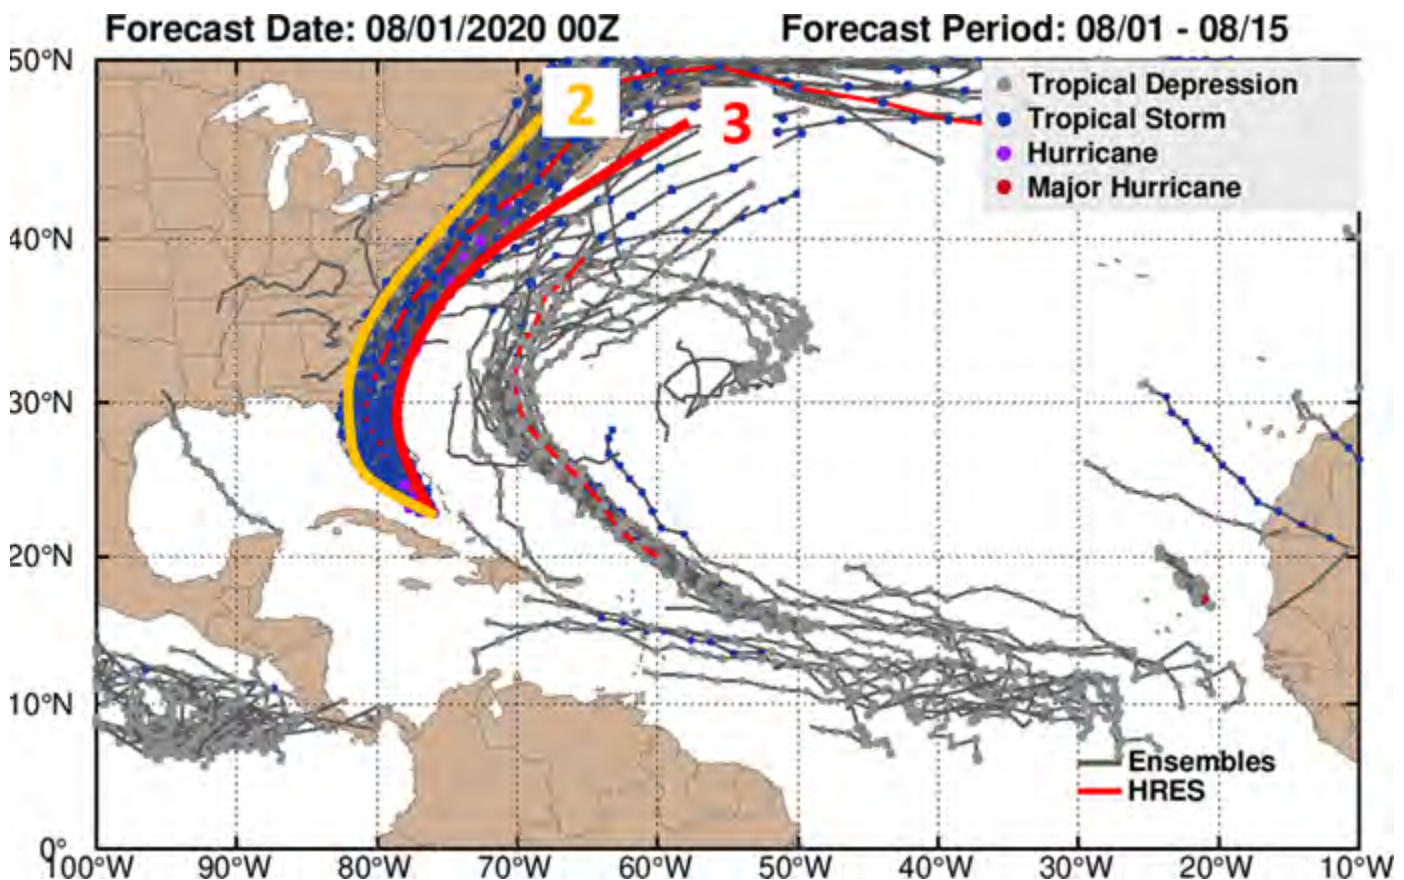 Forecast Date: 08/01/2020 00Z Forecast Period: 08/01 - 08/15
50°N
40°N
30°N
20°N
10°N
0°
2
3
Tropical Depression
Tropical Storm
Hurricane
Major Hurricane
Ensembles
HRES
100°W 90°W 80°W 70°W 60°W 50°W 40°W 30°W 20°W 10°W